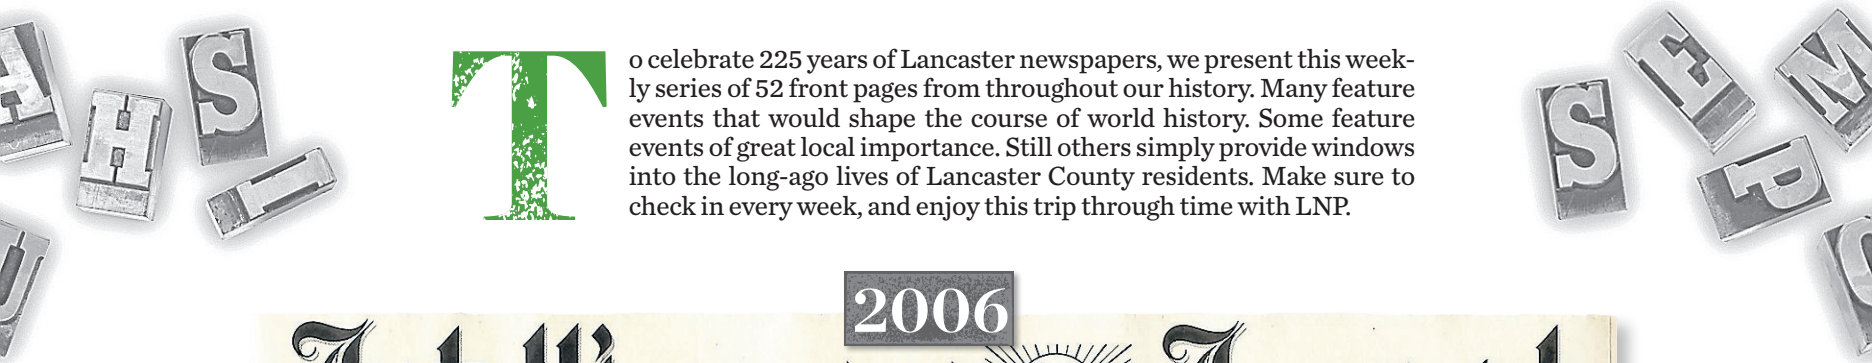 To celebrate 225 years of Lancaster newspapers, we present this week-
ly series of 52 front pages from throughout our history. Many feature
events that would shape the course of world history. Some feature
events of great local importance. Still others simply provide windows
into the long-ago lives of Lancaster County residents. Make sure to
check in every week, and enjoy this trip through time with LNP.
2006
A H S I U
S E M P